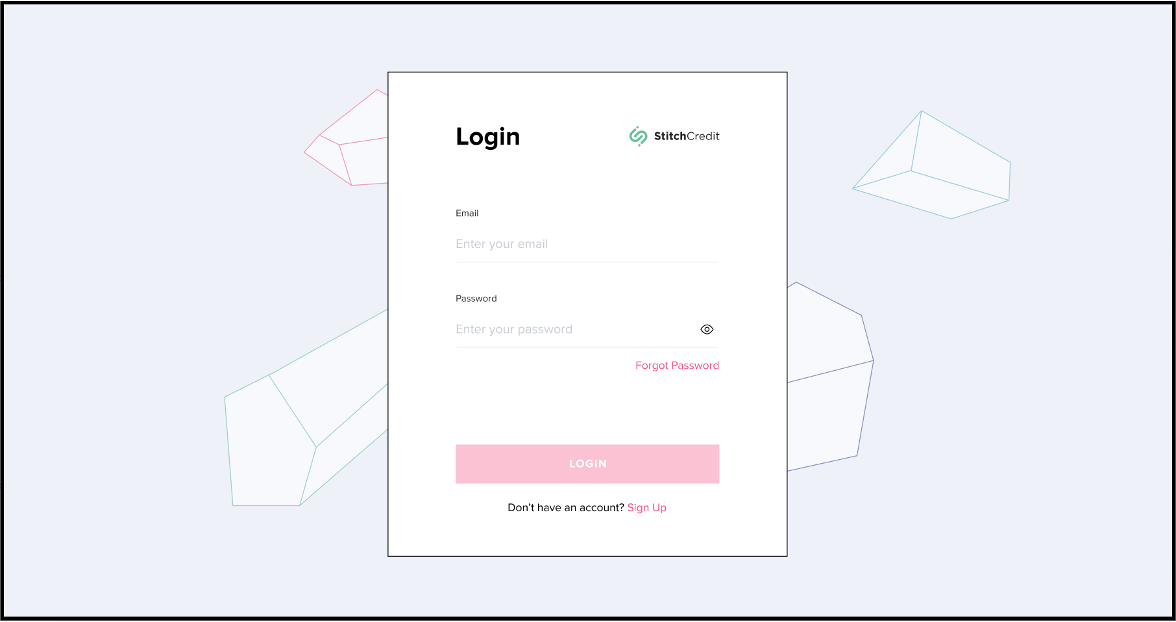 Login
StitchCredit
Email
Enter your email
Password
Enter your password
Forgot Password
LOGIN
Don't have an account? Sign Up